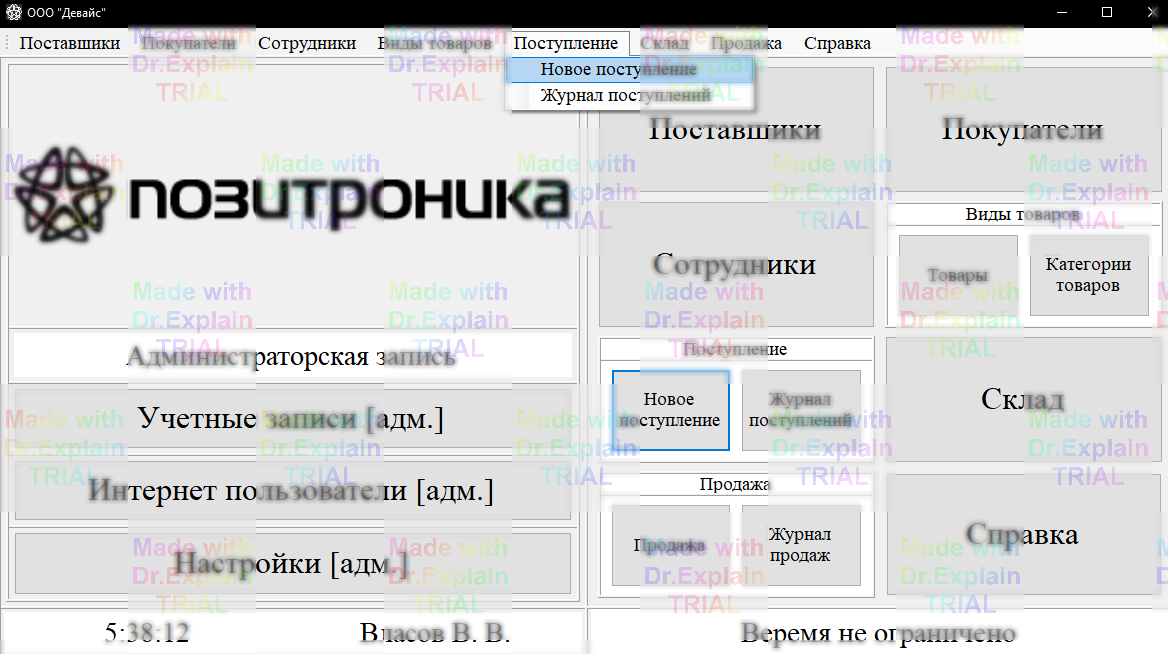 ООО "Девайс"
Поставщики Покупатели Сотрудники Виды товаров Поступление Склад Продажа Справка
Новое поступление
Журнал поступлений
позитроника
Администраторская запись
Учетные записи [адм.]
Интернет пользователи [адм.]
Настройки [адм.]
Поставщики
Покупатели
Сотрудники
Виды товаров
Товары
Категории
товаров
Поступление
Новое
поступление
Журнал
поступлений
Склад
Продажа
Продажа
Журнал
продаж
Справка
5:38:12
Власов В. В.
Веремя не ограничено
Made with
Dr.Explain
TRIAL